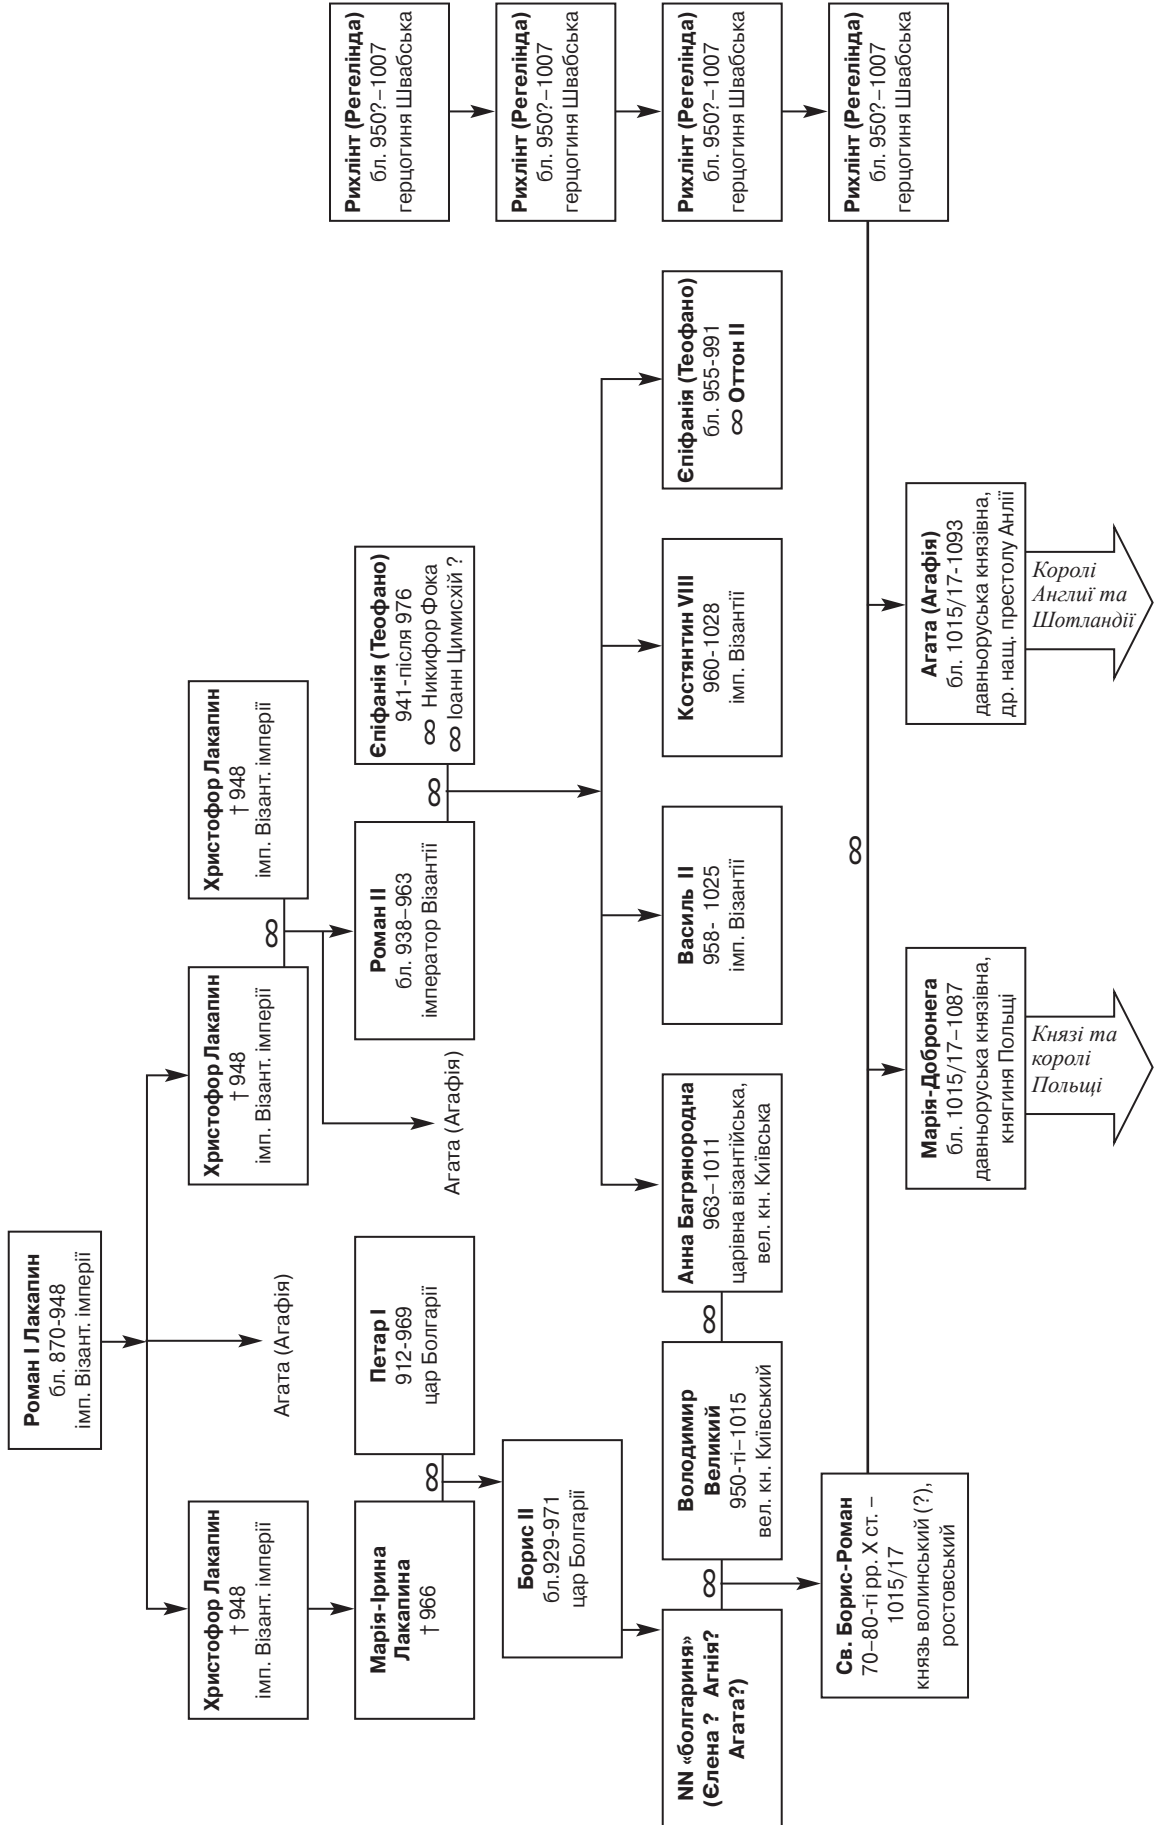 Роман І Лакапин
бл. 870-948
імп. Візант. імперії
Христофор Лакапин
† 948
імп. Візант. імперії
Агата (Агафія)
Христофор Лакапин
† 948
імп. Візант. імперії
∞
Христофор Лакапин
† 948
імп. Візант. імперії
Марія-Ірина
Лакапина
† 966
∞
Петар І
912-969
цар Болгарії
Агата (Агафія)
Роман ІІ
бл. 938–963
імператор Візантії
∞
Єпіфанія (Теофано)
941-після 976
∞ Никифор Фока
∞ Іоанн Цимисхій ?
Рихлінт (Регелінда)
бл. 950?–1007
герцогиня Швабська
Борис ІІ
бл.929-971
цар Болгарії
Рихлінт (Регелінда)
бл. 950?–1007
герцогиня Швабська
NN «болгариня»
(Єлена ? Агнія?
Агата?)
∞
Володимир
Великий
950-ті–1015
вел. кн. Київський
∞
Анна Багрянородна
963–1011
царівна візантійська,
вел. кн. Київська
Василь ІІ
958- 1025
імп. Візантії
Костянтин VIII
960-1028
імп. Візантії
Єпіфанія (Теофано)
бл. 955-991
∞ Оттон ІІ
Рихлінт (Регелінда)
бл. 950?–1007
герцогиня Швабська
Св. Борис-Роман
70–80-ті рр. Х ст. –
1015/17
князь волинський (?),
ростовський
∞
Рихлінт (Регелінда)
бл. 950?–1007
герцогиня Швабська
Марія-Добронега
бл. 1015/17–1087
давньоруська князівна,
княгиня Польщі
Князі та
королі
Польщі
Агата (Агафія)
бл. 1015/17-1093
давньоруська князівна,
др. нащ. престолу Анлії
Королі
Англиї та
Шотландії